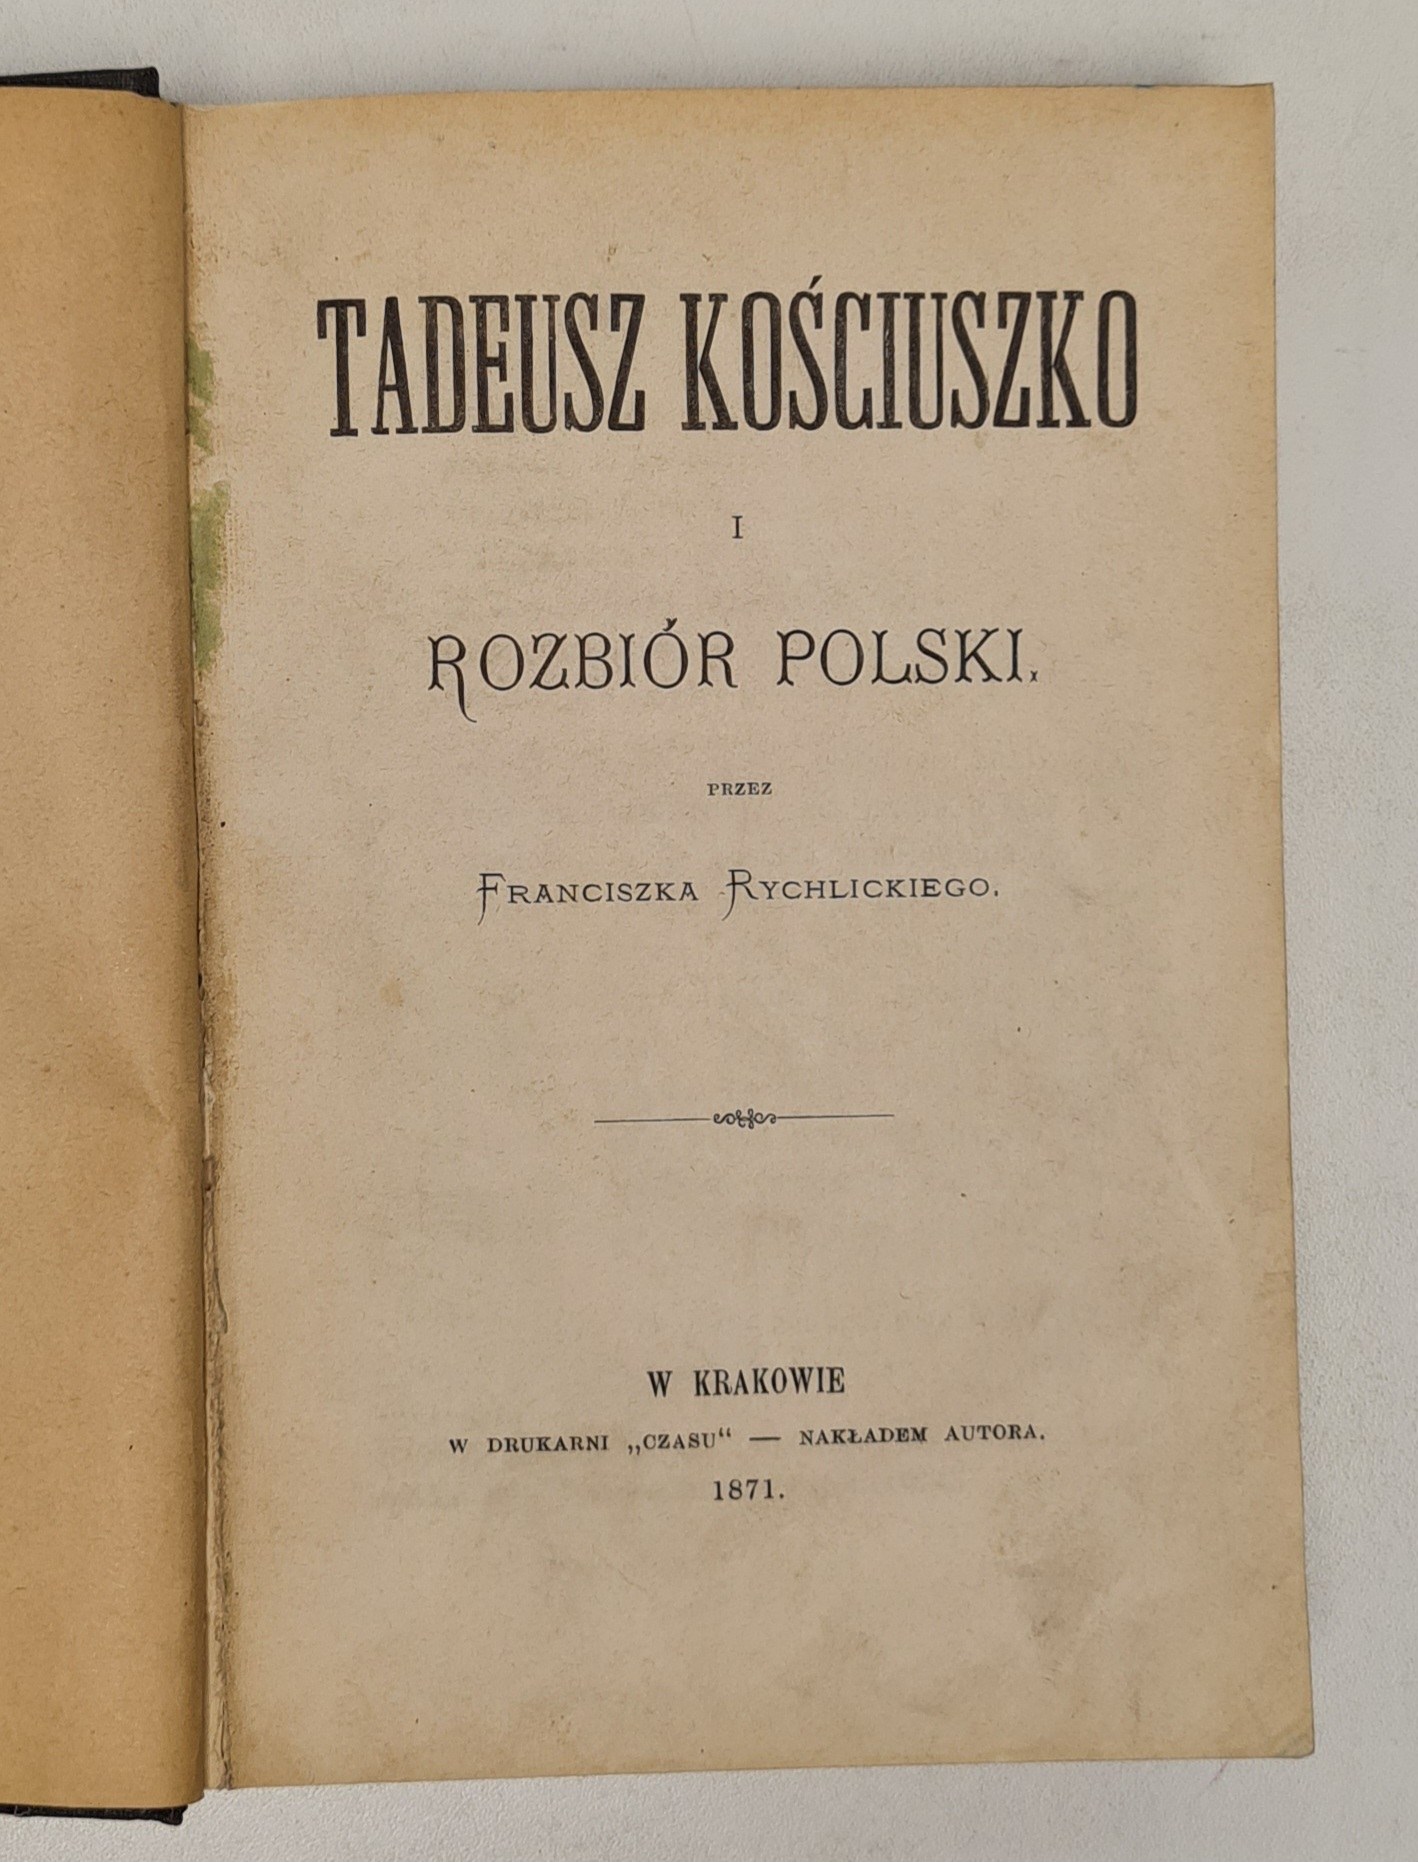 TADEUSZ KOŚCIUSZKO
I
ROZBIÓR POLSKI.
PRZEZ
FRANCISZKA RYCHLICKIEGO.
W KRAKOWIE
W DRUKARNI „CZASU“ — NAKŁADEM AUTORA.
1871.